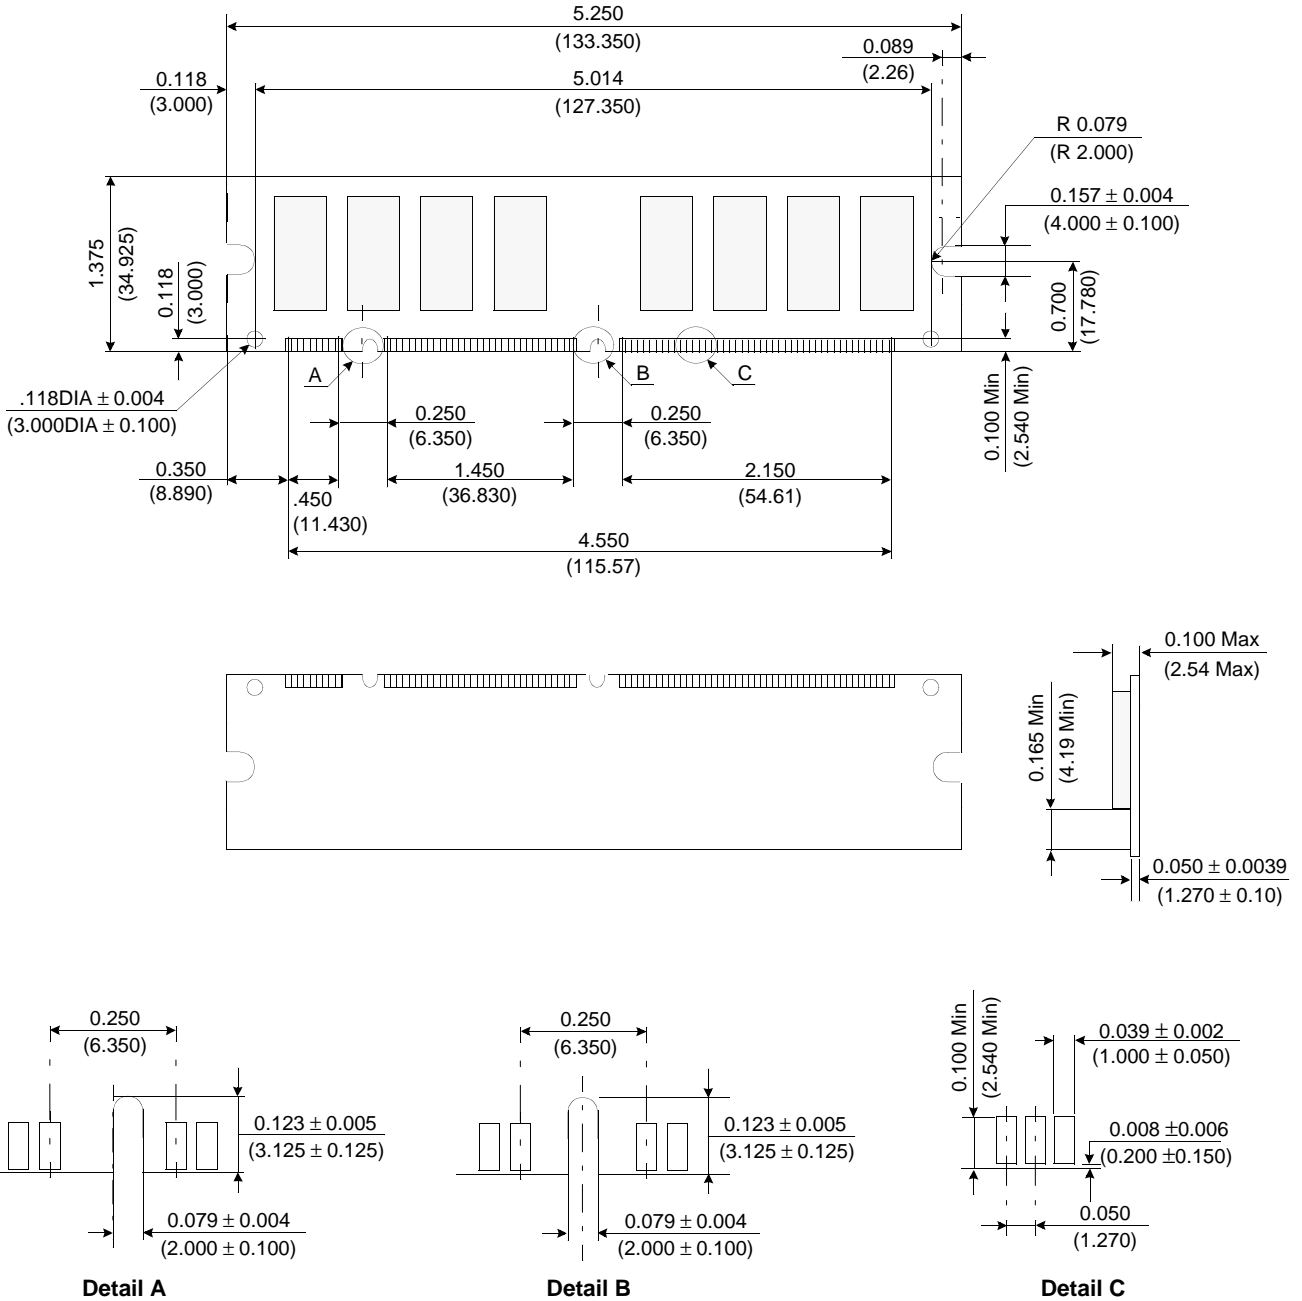 5.250
(133.350)
0.089
(2.26)
0.118
(3.000)
5.014
(127.350)
R 0.079
(R 2.000)
0.157 ± 0.004
(4.000 ± 0.100)
1.375
(34.925)
0.118
(3.000)
0.700
(17.780)
A
B
C
.118DIA ± 0.004
(3.000DIA ± 0.100)
0.250
(6.350)
0.250
(6.350)
0.100 Min
(2.540 Min)
0.350
(8.890)
.450
(11.430)
1.450
(36.830)
2.150
(54.61)
4.550
(115.57)
0.100 Max
(2.54 Max)
0.165 Min
(4.19 Min)
0.050 ± 0.0039
(1.270 ± 0.10)
0.250
(6.350)
0.123 ± 0.005
(3.125 ± 0.125)
0.079 ± 0.004
(2.000 ± 0.100)
Detail A
0.250
(6.350)
0.123 ± 0.005
(3.125 ± 0.125)
0.079 ± 0.004
(2.000 ± 0.100)
Detail B
0.100 Min
(2.540 Min)
0.039 ± 0.002
(1.000 ± 0.050)
0.008 ±0.006
(0.200 ±0.150)
0.050
(1.270)
Detail C